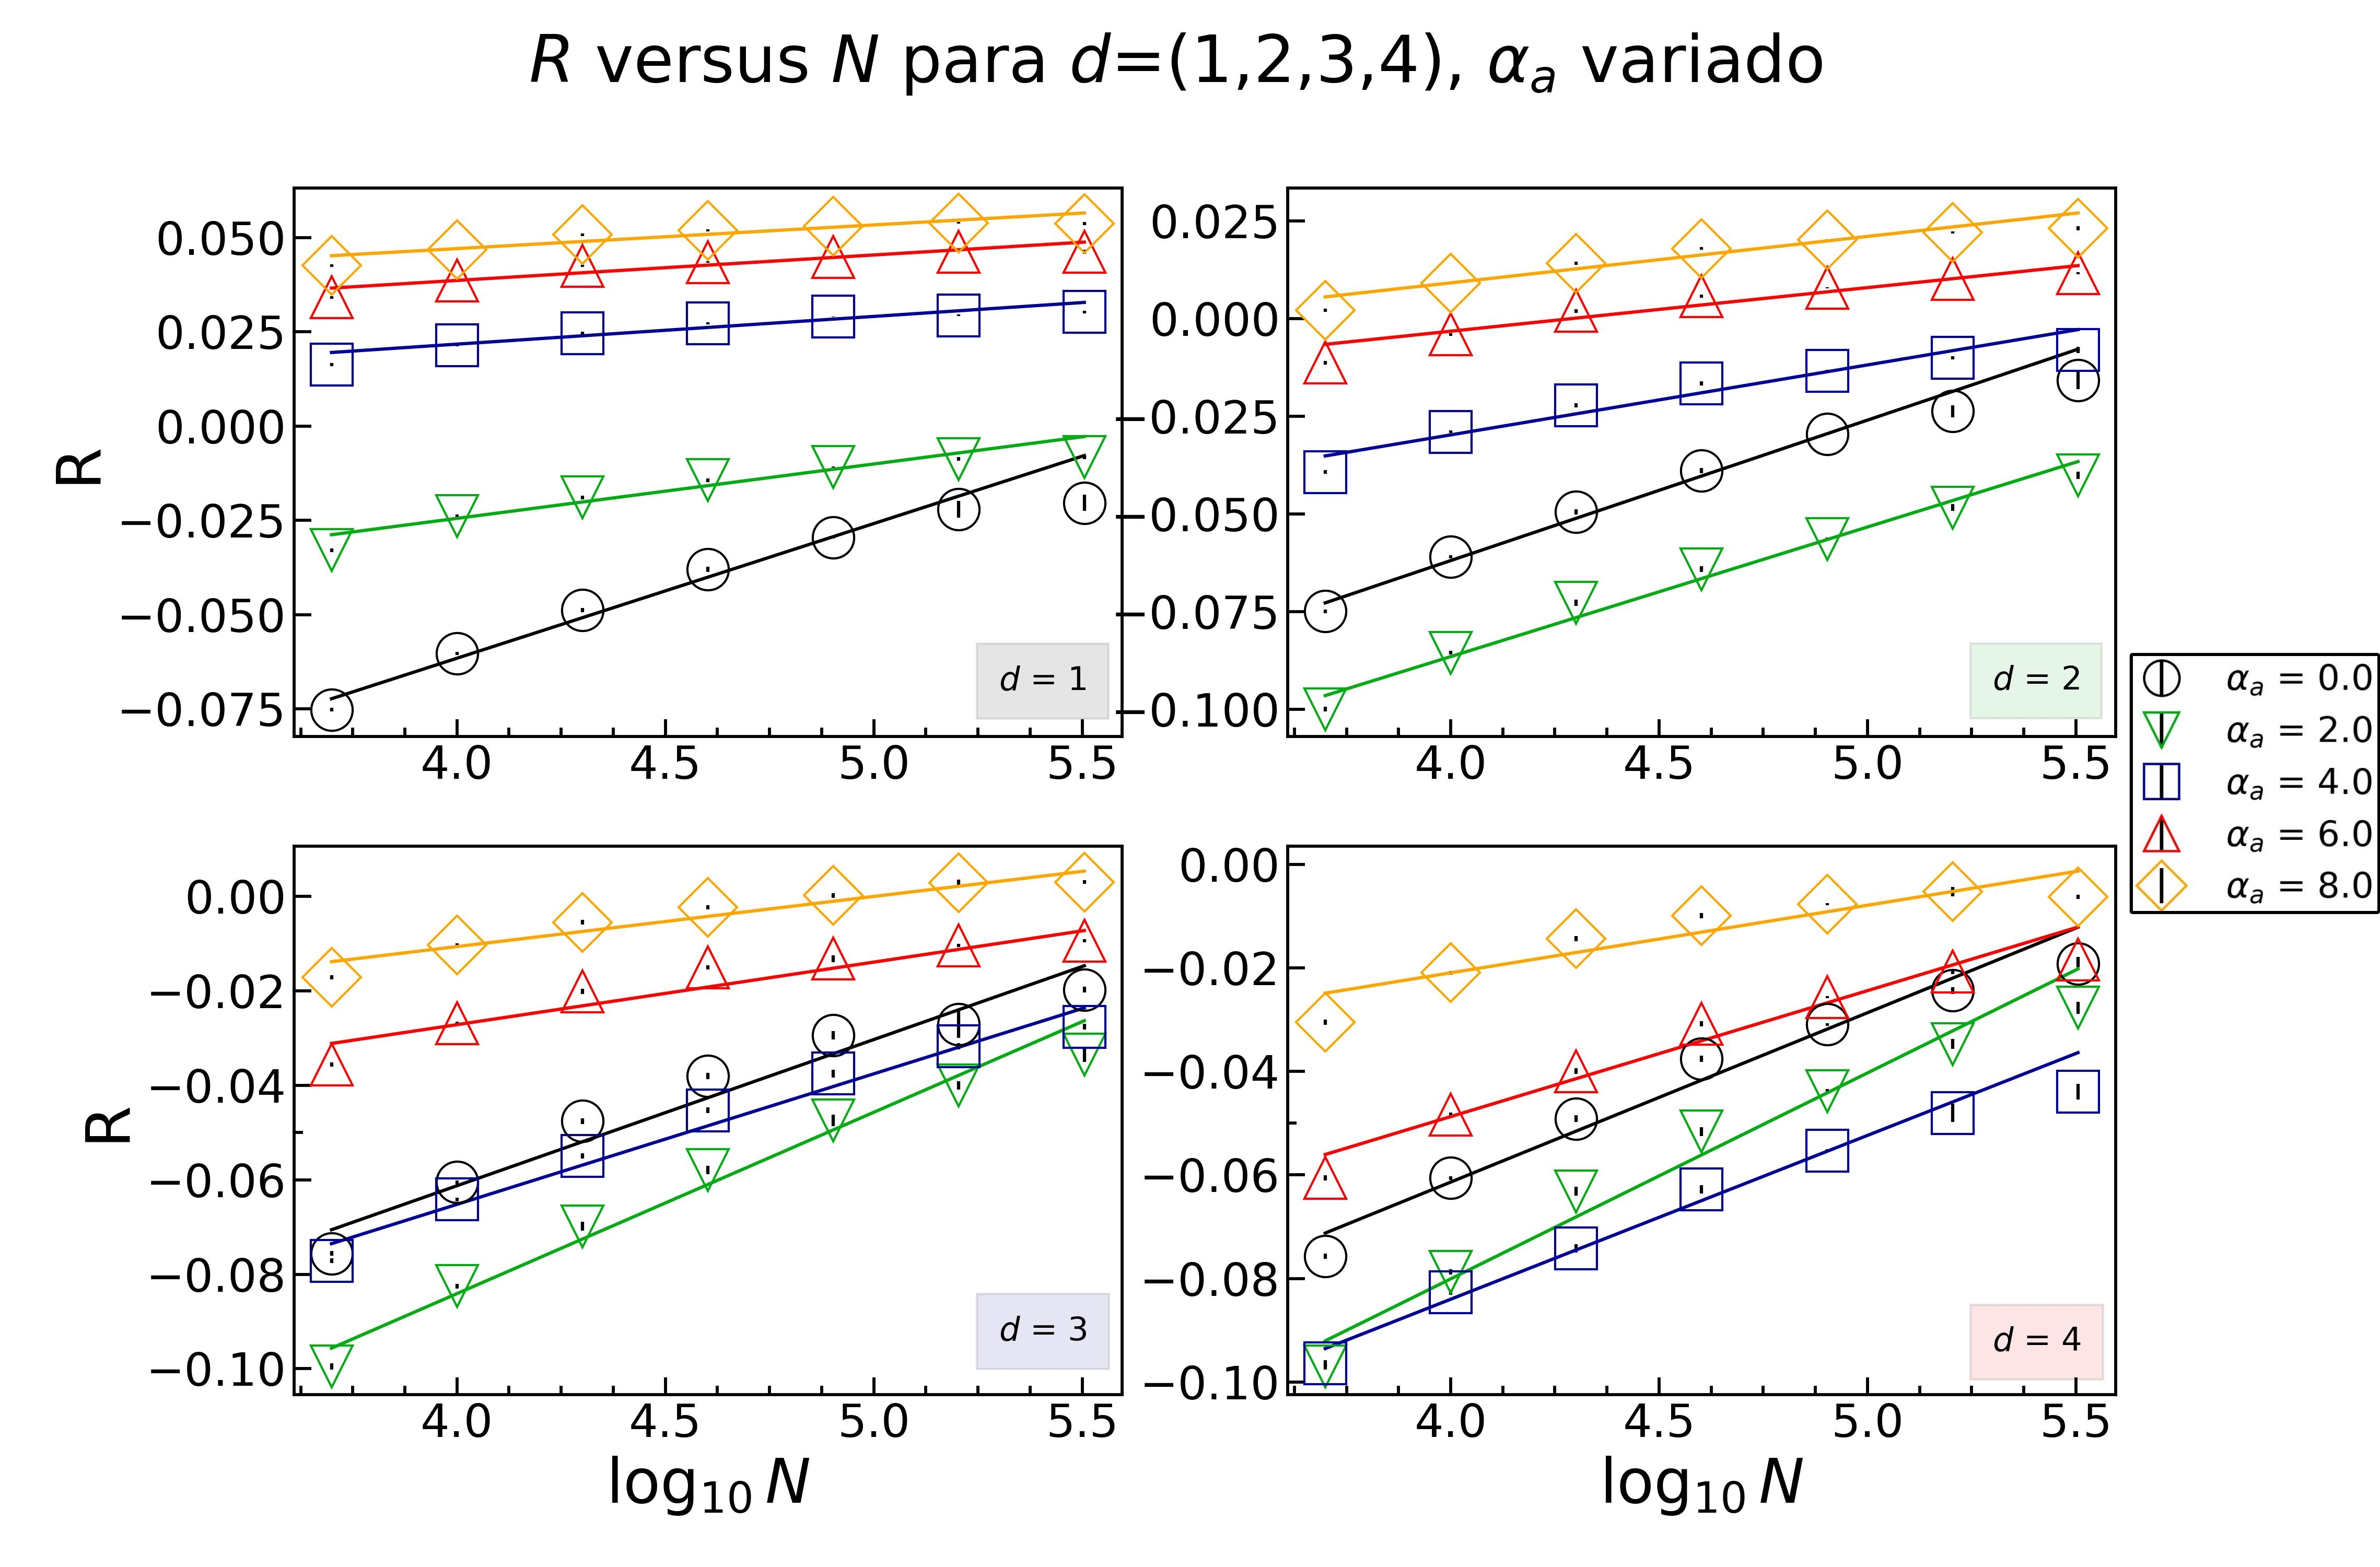 R versus N para d=(1,2,3,4), αₐ variado
R
0.050
0.025
0.000
−0.025
−0.050
−0.075
4.0 4.5 5.0 5.5
d = 1
0.025
0.000
−0.025
−0.050
−0.075
−0.100
4.0 4.5 5.0 5.5
d = 2
αₐ = 0.0
αₐ = 2.0
αₐ = 4.0
αₐ = 6.0
αₐ = 8.0
R
0.00
−0.02
−0.04
−0.06
−0.08
−0.10
4.0 4.5 5.0 5.5
d = 3
log₁₀ N
0.00
−0.02
−0.04
−0.06
−0.08
−0.10
4.0 4.5 5.0 5.5
d = 4
log₁₀ N